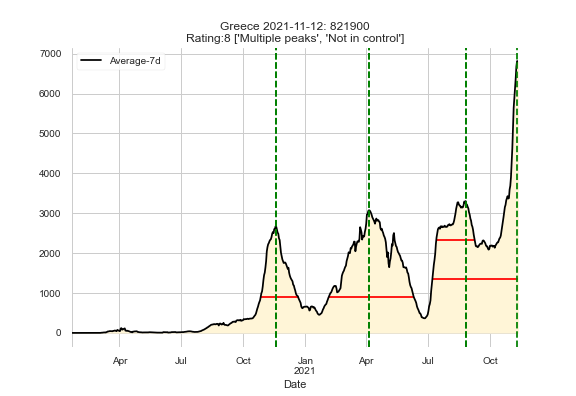 Greece 2021-11-12: 821900
Rating:8 ['Multiple peaks', 'Not in control']
Average-7d
7000
6000
5000
4000
3000
2000
1000
0
Apr Jul Oct Jan Apr Jul Oct
2021
Date